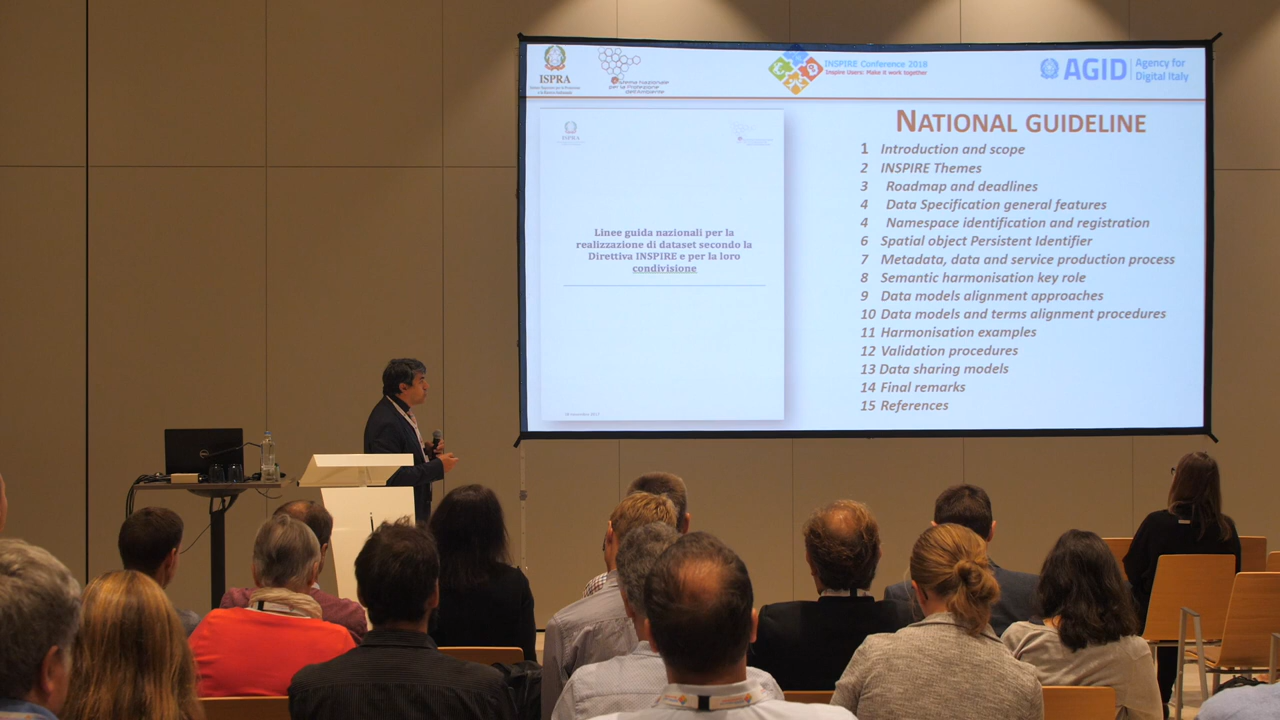 ISPRA
INSPIRE Conference 2018
Inspire Users: Make it work together
AGID
Agency for
Digital Italy
ISPRA
Linee guida nazionali per la
realizzazione di dataset secondo la
Direttiva INSPIRE e per la loro
condivisione
NATIONAL GUIDELINE
1 Introduction and scope
2 INSPIRE Themes
3 Roadmap and deadlines
4 Data Specification general features
4 Namespace identification and registration
6 Spatial object Persistent Identifier
7 Metadata, data and service production process
8 Semantic harmonisation key role
9 Data models alignment approaches
10 Data models and terms alignment procedures
11 Harmonisation examples
12 Validation procedures
13 Data sharing models
14 Final remarks
15 References